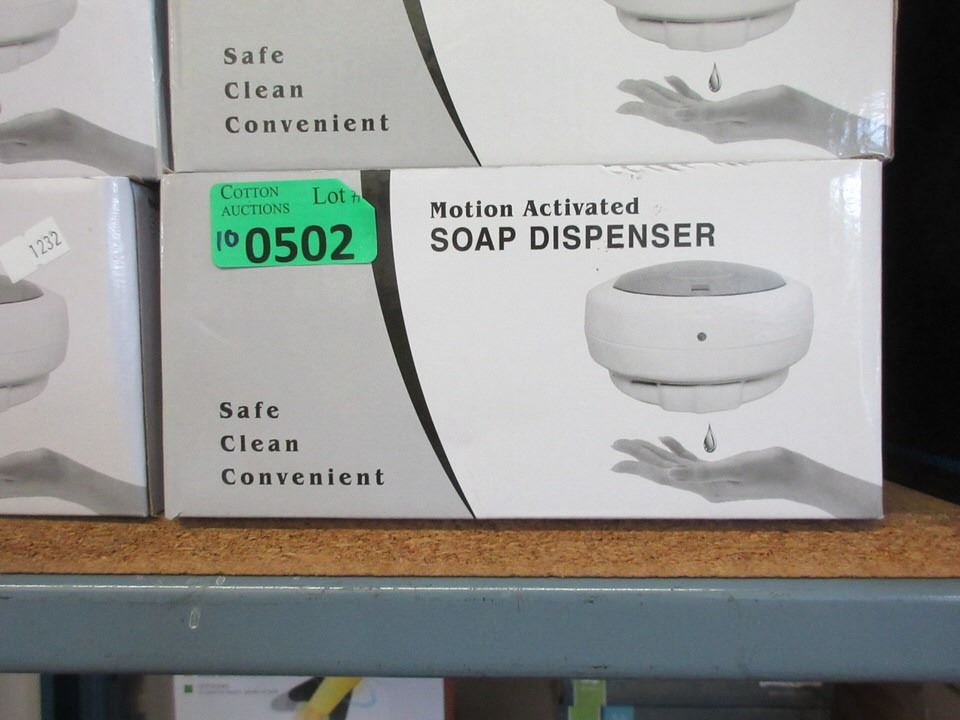 Safe
Clean
Convenient
COTTON
AUCTIONS
Lot #
10 0502
Motion Activated
SOAP DISPENSER
Safe
Clean
Convenient
1232